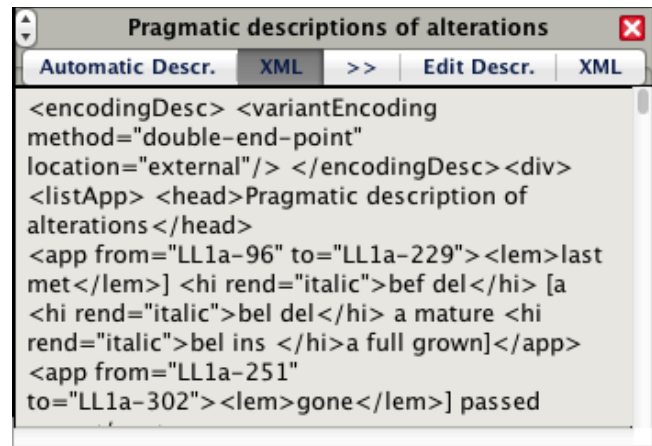 Pragmatic descriptions of alterations
Automatic Descr. XML >> Edit Descr. XML
<encodingDesc> <variantEncoding
method="double-end-point"
location="external"/> </encodingDesc><div>
<listApp> <head>Pragmatic description of
alterations</head>
<app from="LL1a-96" to="LL1a-229"><lem>last
met</lem>] <hi rend="italic">bef del</hi> [a
<hi rend="italic">bel del</hi> a mature <hi
rend="italic">bel ins </hi>a full grown]</app>
<app from="LL1a-251"
to="LL1a-302"><lem>gone</lem>] passed